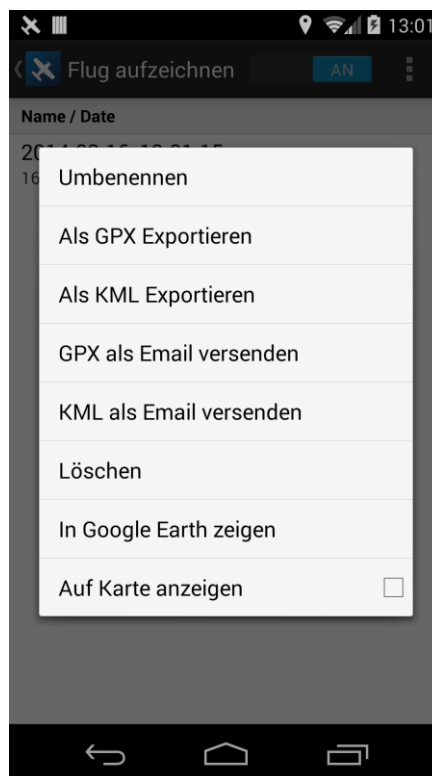 13:01
Flug aufzeichnen AN
Name / Date
16
Umbenennen
Als GPX Exportieren
Als KML Exportieren
GPX als Email versenden
KML als Email versenden
Löschen
In Google Earth zeigen
Auf Karte anzeigen